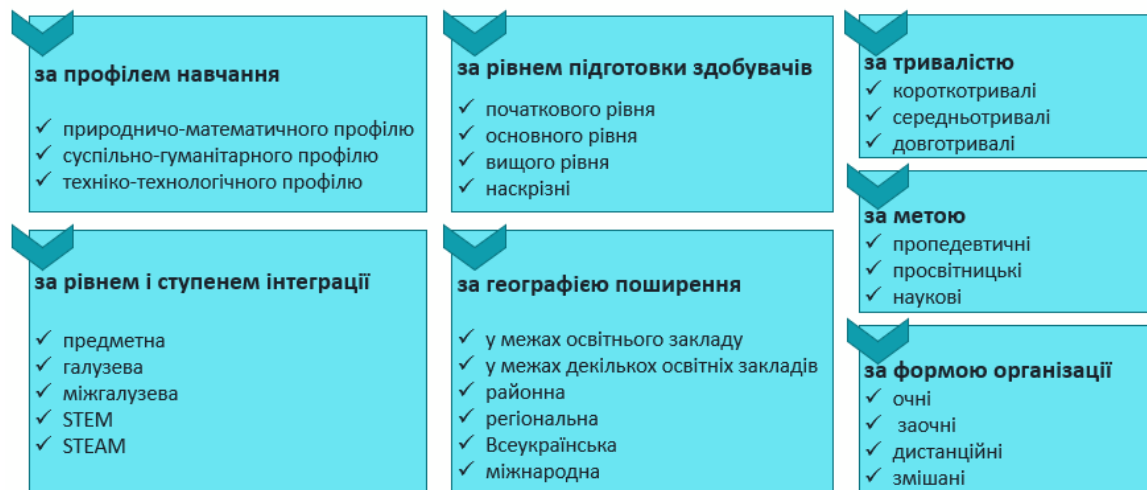 за профілем навчання
природничо-математичного профілю
суспільно-гуманітарного профілю
техніко-технологічного профілю
за рівнем підготовки здобувачів
початкового рівня
основного рівня
вищого рівня
наскрізні
за тривалістю
короткотривалі
середньотривалі
довготривалі
за метою
пропедевтичні
просвітницькі
наукові
за рівнем і ступенем інтеграції
предметна
галузева
міжгалузева
STEM
STEAM
за географією поширення
у межах освітнього закладу
у межах декількох освітніх закладів
районна
регіональна
Всеукраїнська
міжнародна
за формою організації
очні
заочні
дистанційні
змішані